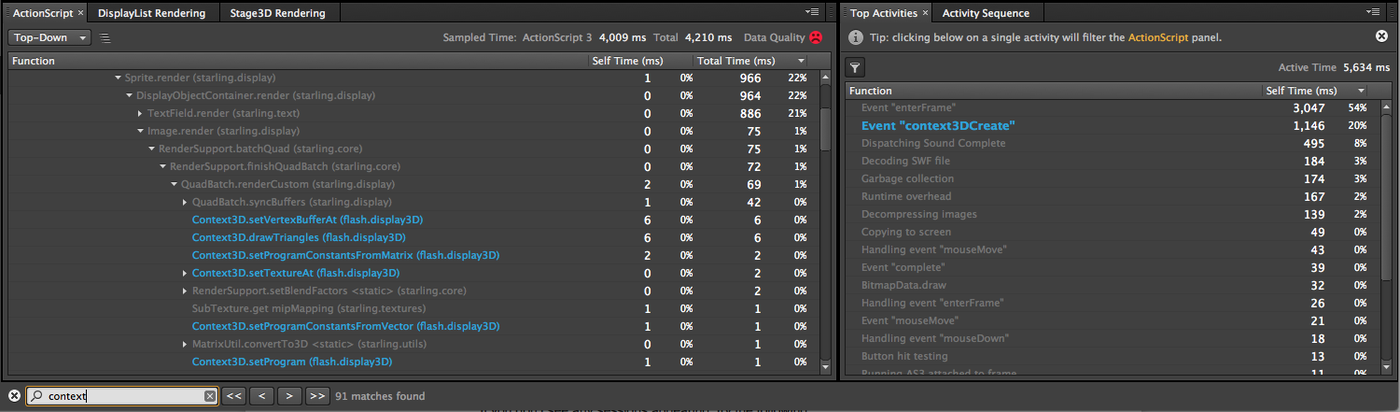 ActionScript × DisplayList Rendering Stage3D Rendering
Top-Down Sampled Time: ActionScript 3 4,009 ms Total 4,210 ms Data Quality
Function Self Time (ms) Total Time (ms)
Sprite.render (starling.display) 1 0% 966 22%
DisplayObjectContainer.render (starling.display) 0 0% 964 22%
TextField.render (starling.text) 0 0% 886 21%
Image.render (starling.display) 0 0% 75 1%
RenderSupport.batchQuad (starling.core) 0 0% 75 1%
RenderSupport.finishQuadBatch (starling.core) 0 0% 72 1%
QuadBatch.renderCustom (starling.display) 2 0% 69 1%
QuadBatch.syncBuffers (starling.display) 1 0% 42 0%
Context3D.setVertexBufferAt (flash.display3D) 6 0% 6 0%
Context3D.drawTriangles (flash.display3D) 6 0% 6 0%
Context3D.setProgramConstantsFromMatrix (flash.display3D) 2 0% 2 0%
Context3D.setTextureAt (flash.display3D) 0 0% 2 0%
RenderSupport.setBlendFactors <static> (starling.core) 0 0% 2 0%
SubTexture.get mipMapping (starling.textures) 1 0% 1 0%
Context3D.setProgramConstantsFromVector (flash.display3D) 1 0% 1 0%
MatrixUtil.convertTo3D <static> (starling.utils) 0 0% 1 0%
Context3D.setProgram (flash.display3D) 1 0% 1 0%
Top Activities × Activity Sequence
Tip: clicking below on a single activity will filter the ActionScript panel.
Active Time 5,634 ms
Function Self Time (ms)
Event "enterFrame" 3,047 54%
Event "context3DCreate" 1,146 20%
Dispatching Sound Complete 495 8%
Decoding SWF file 184 3%
Garbage collection 174 3%
Runtime overhead 167 2%
Decompressing images 139 2%
Copying to screen 49 0%
Handling event "mouseMove" 43 0%
Event "complete" 39 0%
BitmapData.draw 32 0%
Handling event "enterFrame" 26 0%
Event "mouseMove" 21 0%
Handling event "mouseDown" 18 0%
Button hit testing 13 0%
Running AS3 attached to frame 11 0%
context << < > >> 91 matches found